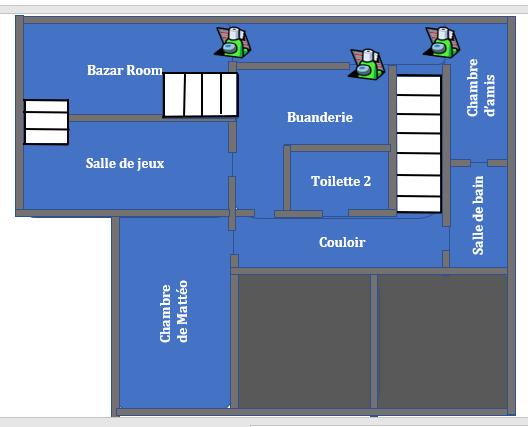 Bazar Room
Chambre
d'amis
Buanderie
Salle de jeux
Toilette 2
Salle de bain
Couloir
Chambre
de Mattéo